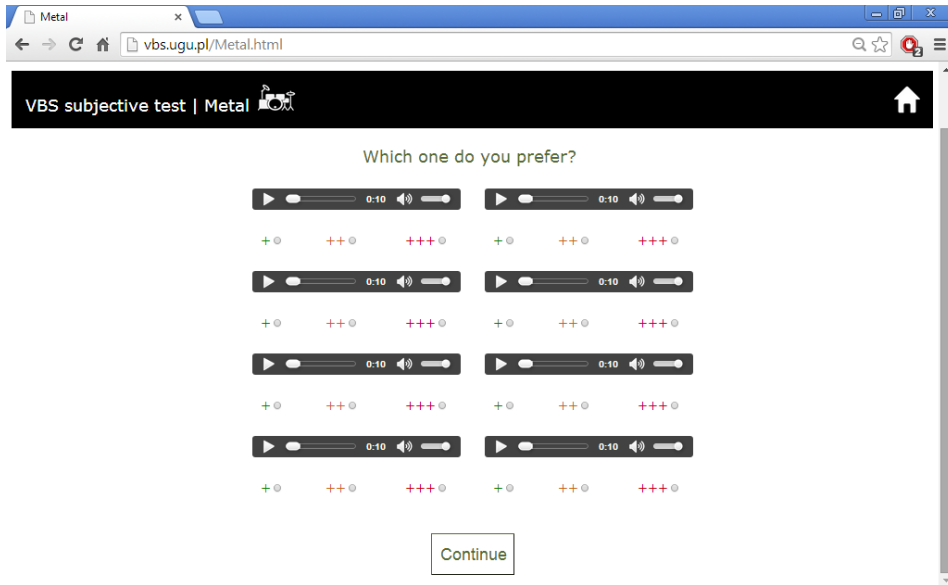 Metal
vbs.ugu.pl/Metal.html
2
VBS subjective test | Metal
Which one do you prefer?
0:10 0:10
+ ++ +++ + ++ +++
0:10 0:10
+ ++ +++ + ++ +++
0:10 0:10
+ ++ +++ + ++ +++
0:10 0:10
+ ++ +++ + ++ +++
Continue